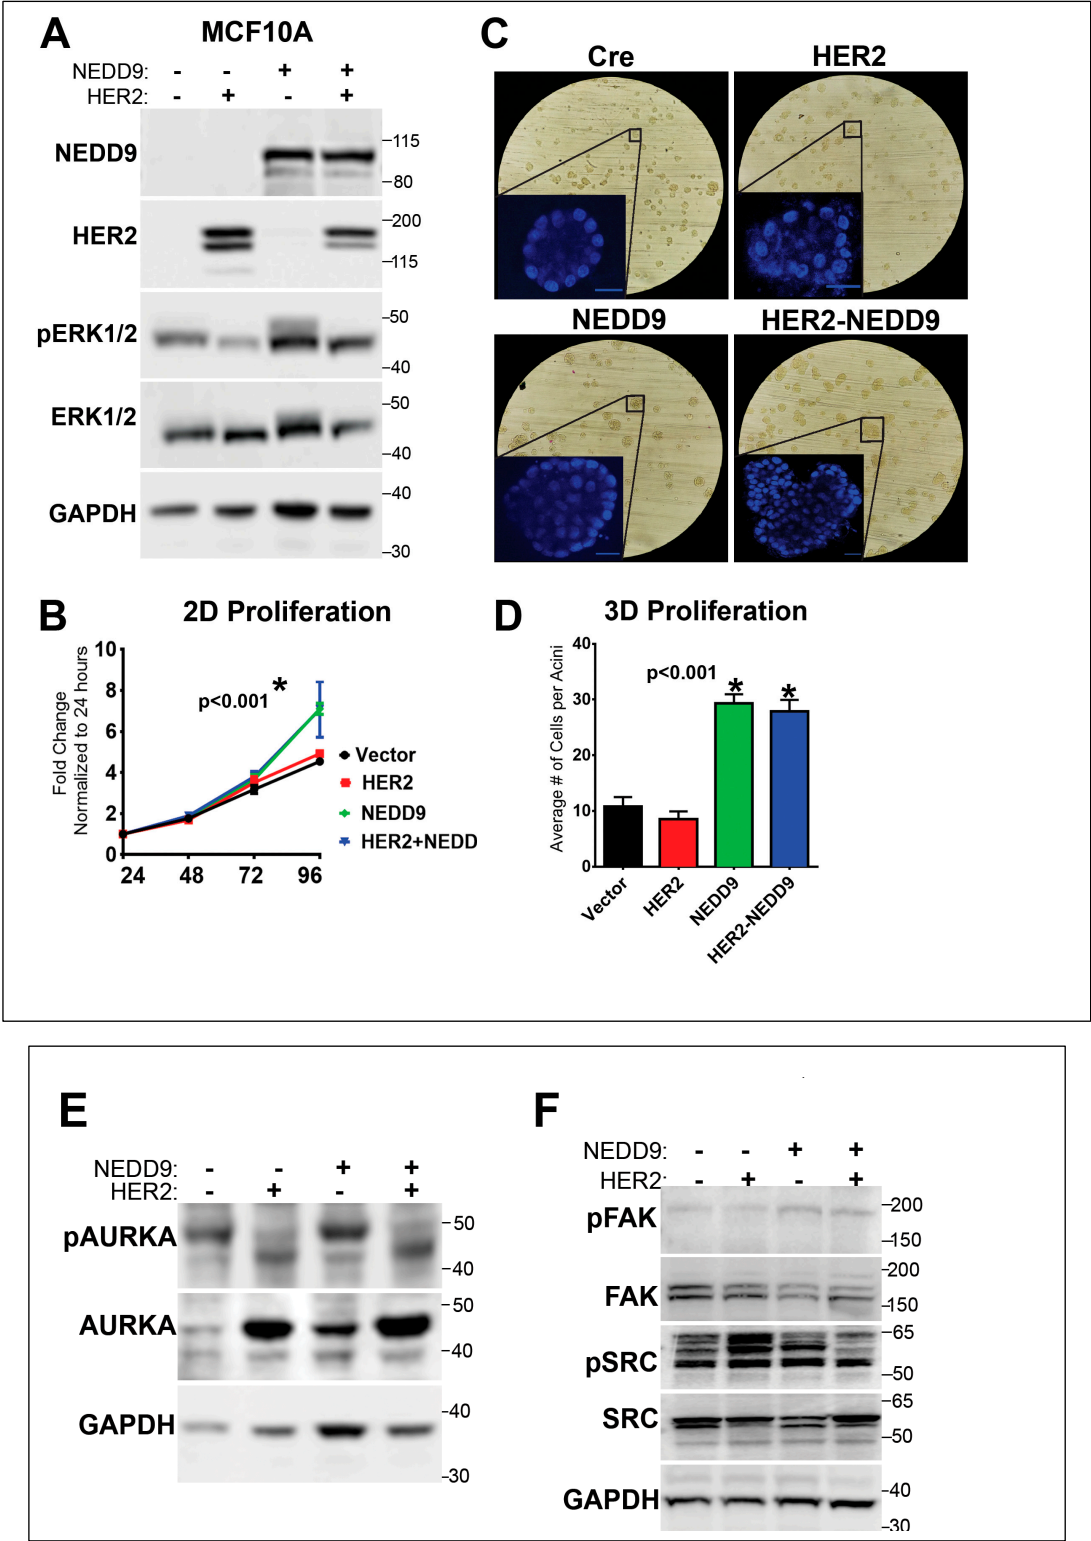 A
MCF10A
NEDD9: - - + +
HER2: - + - +
NEDD9
-115
-80
HER2
-200
-115
pERK1/2
-50
-40
ERK1/2
-50
-40
GAPDH
-40
-30
B
2D Proliferation
Fold Change
Normalized to 24 hours
10
8
6
4
2
0
p<0.001 *
Vector
HER2
NEDD9
HER2+NEDD
24 48 72 96
C
Cre
HER2
NEDD9
HER2-NEDD9
D
3D Proliferation
Average # of Cells per Acini
40
30
20
10
0
p<0.001 * *
Vector
HER2
NEDD9
HER2-NEDD9
E
NEDD9: - - + +
HER2: - + - +
pAURKA
-50
-40
AURKA
-50
-40
GAPDH
-40
-30
F
NEDD9: - - + +
HER2: - + - +
pFAK
-200
-150
FAK
-200
-150
pSRC
-65
-50
SRC
-65
-50
GAPDH
-40
-30